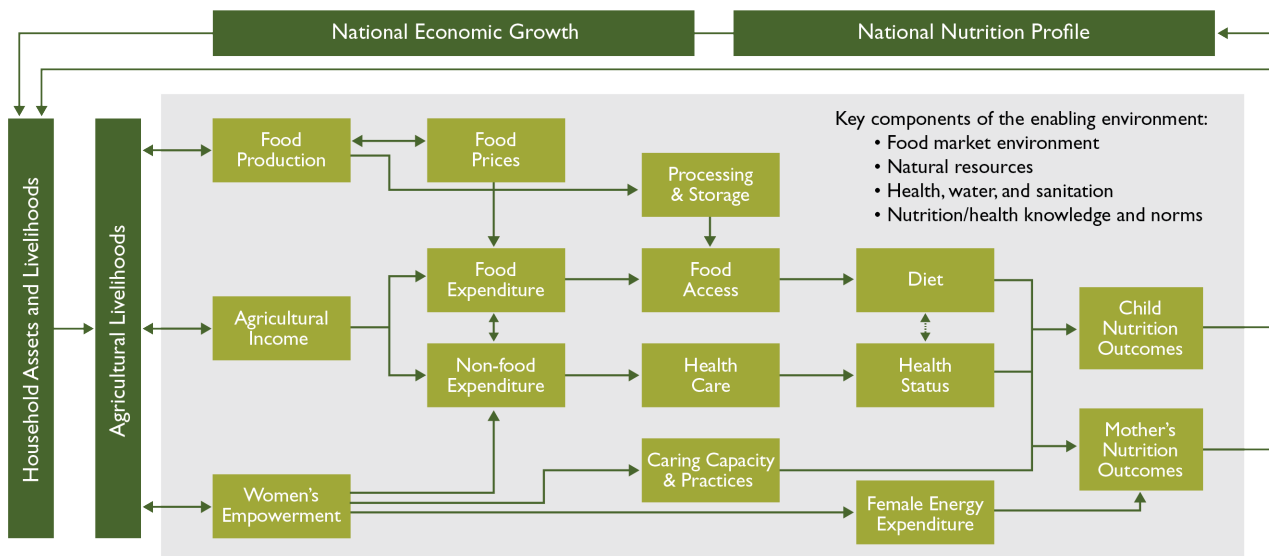 National Economic Growth
National Nutrition Profile
Household Assets and Livelihoods
Agricultural Livelihoods
Food
Production
Food
Prices
Processing
& Storage
Key components of the enabling environment:
• Food market environment
• Natural resources
• Health, water, and sanitation
• Nutrition/health knowledge and norms
Agricultural
Income
Food
Expenditure
Food
Access
Diet
Non-food
Expenditure
Health
Care
Health
Status
Child
Nutrition
Outcomes
Women’s
Empowerment
Caring Capacity
& Practices
Female Energy
Expenditure
Mother’s
Nutrition
Outcomes